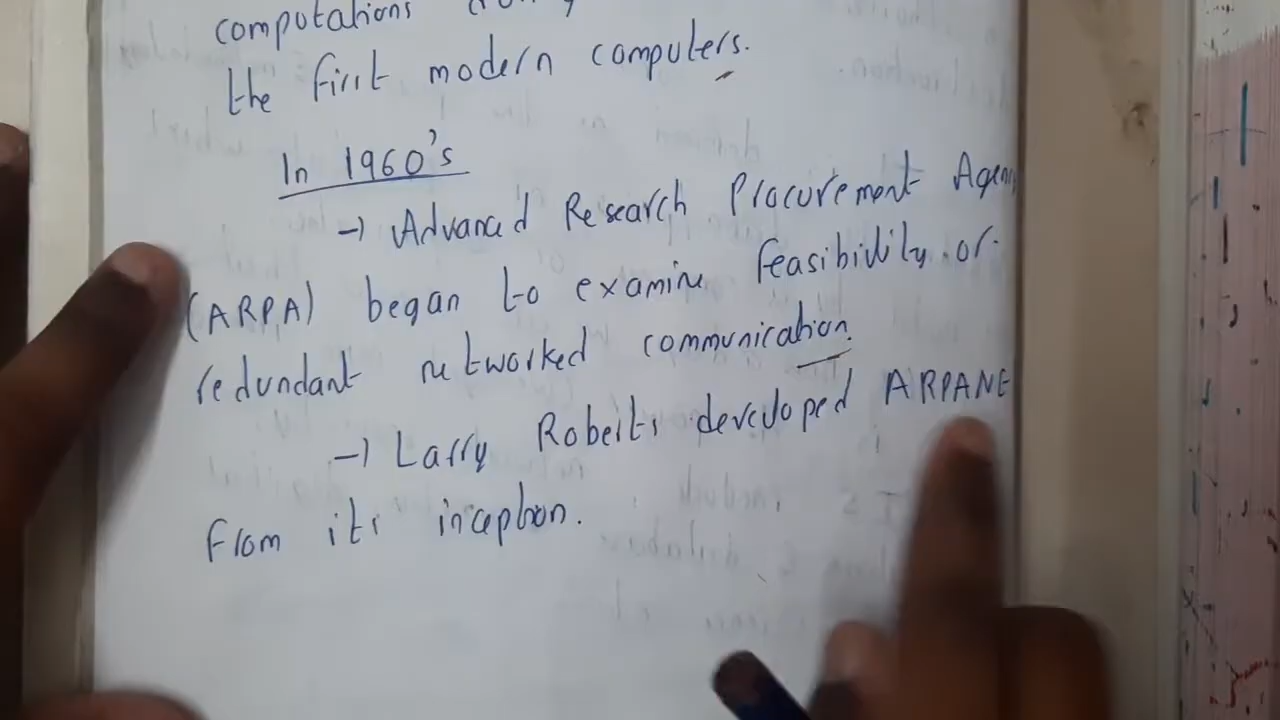 computations
the first modern computers.
In 1960's
→ Advanced Research Procurement Agen
(ARPA) began to examine feasibility of
redundant networked communication.
→ Larry Roberts developed ARPANE
from its inception.